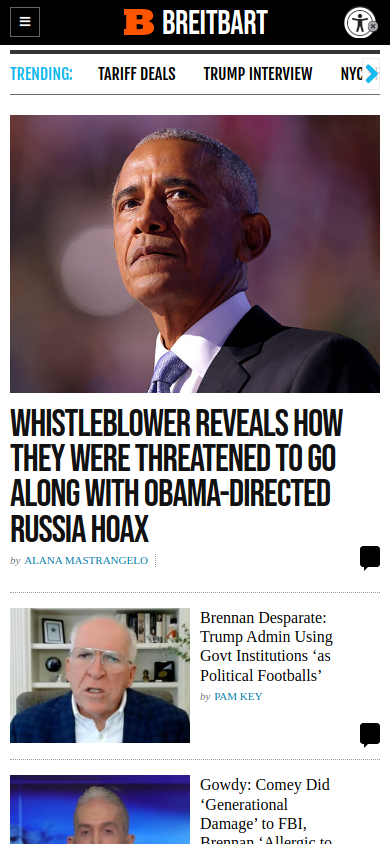 BREITBART
TRENDING:
TARIFF DEALS
TRUMP INTERVIEW
NYC
WHISTLEBLOWER REVEALS HOW
THEY WERE THREATENED TO GO
ALONG WITH OBAMA-DIRECTED
RUSSIA HOAX
by ALANA MASTRANGELO
Brennan Desparate:
Trump Admin Using
Govt Institutions ‘as
Political Footballs’
by PAM KEY
Gowdy: Comey Did
‘Generational
Damage’ to FBI,
Brennan ‘Allergic to